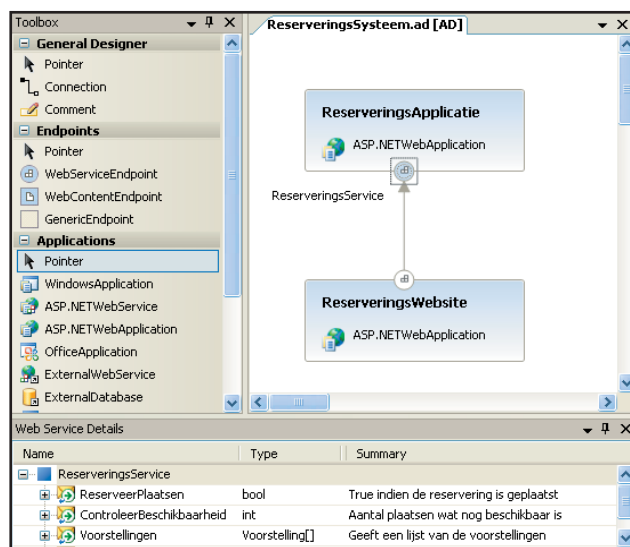 Toolbox
General Designer
Pointer
Connection
Comment
Endpoints
Pointer
WebServiceEndpoint
WebContentEndpoint
GenericEndpoint
Applications
Pointer
WindowsApplication
ASP.NETWebService
ASP.NETWebApplication
OfficeApplication
ExternalWebService
ExternalDatabase
ReserveringsSysteem.ad [AD]
ReserveringsApplicatie
ASP.NETWebApplication
ReserveringsService
ReserveringsWebsite
ASP.NETWebApplication
Web Service Details
Name Type Summary
ReserveringsService
ReserveerPlaatsen bool True indien de reservering is geplaatst
ControleerBeschikbaarheid int Aantal plaatsen wat nog beschikbaar is
Voorstellingen Voorstelling[] Geeft een lijst van de voorstellingen